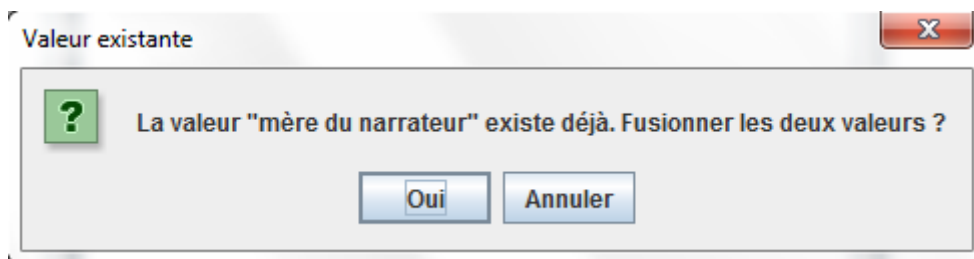 Valeur existante
La valeur "mère du narrateur" existe déjà. Fusionner les deux valeurs ?
Oui Annuler